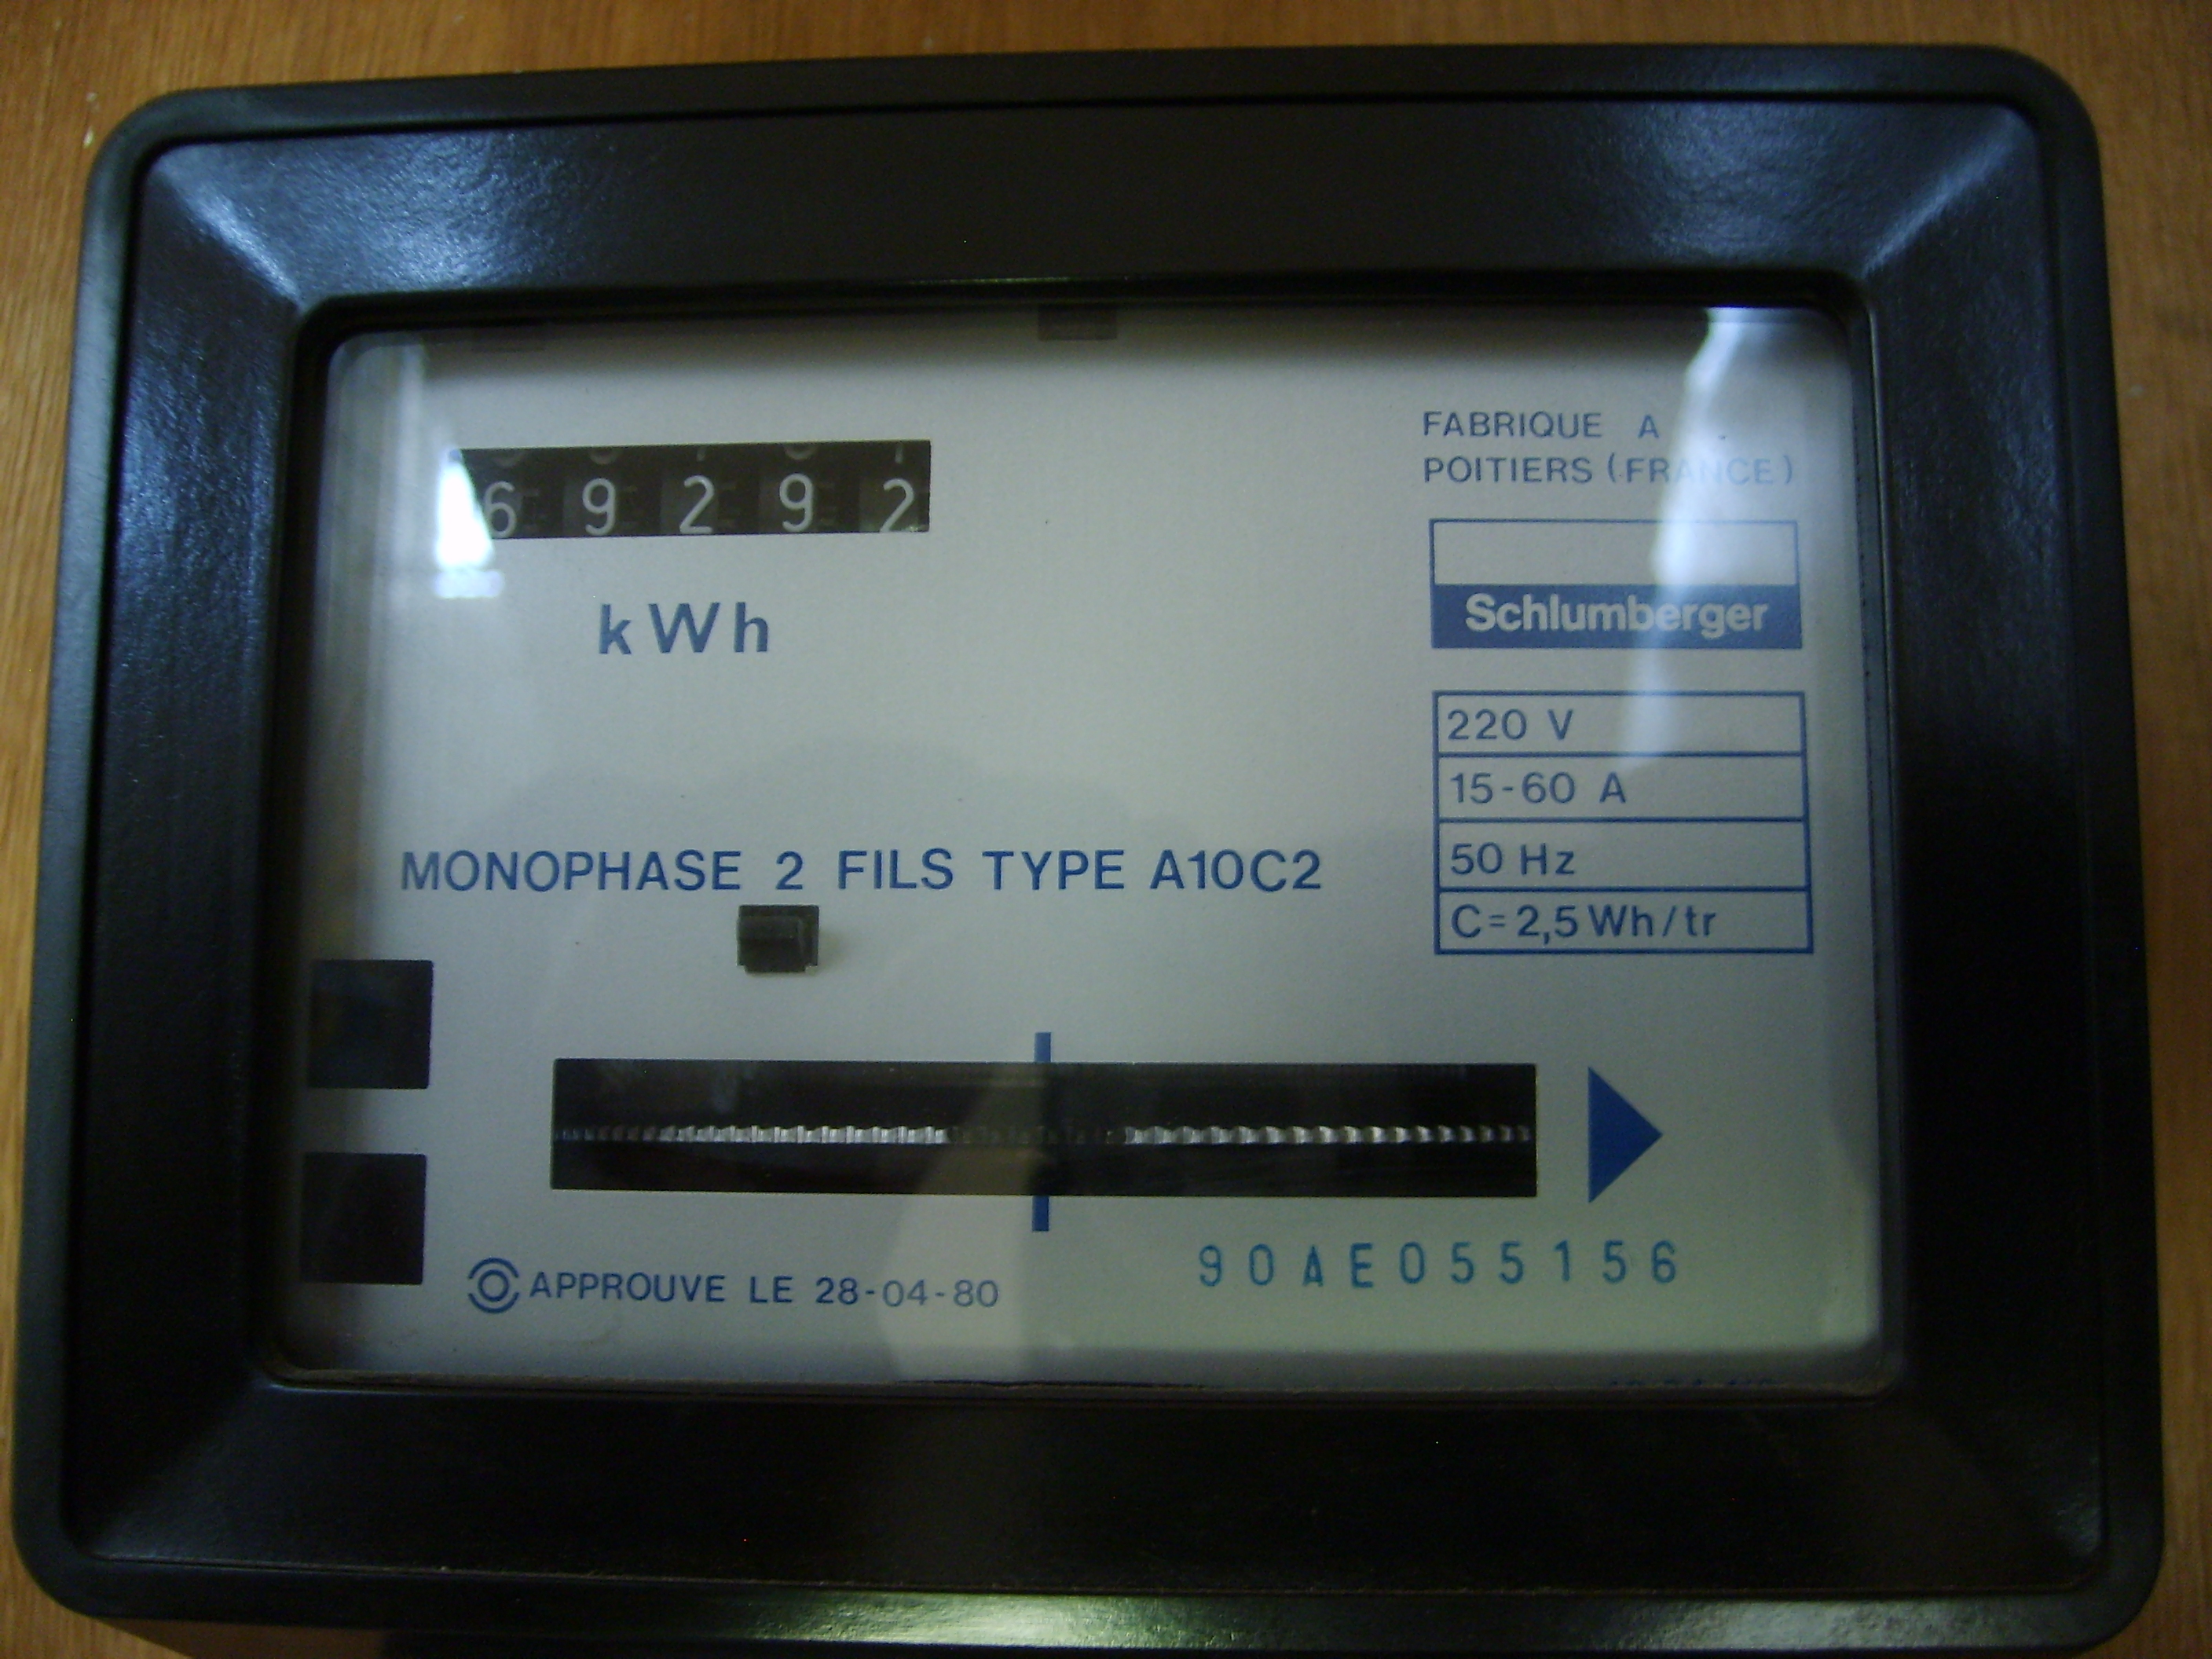 69292
kWh
FABRIQUE A
POITIERS (FRANCE)
Schlumberger
220 V
15-60 A
50 Hz
C=2,5 Wh/tr
MONOPHASE 2 FILS TYPE A10C2
APPROUVE LE 28-04-80
90AE055156